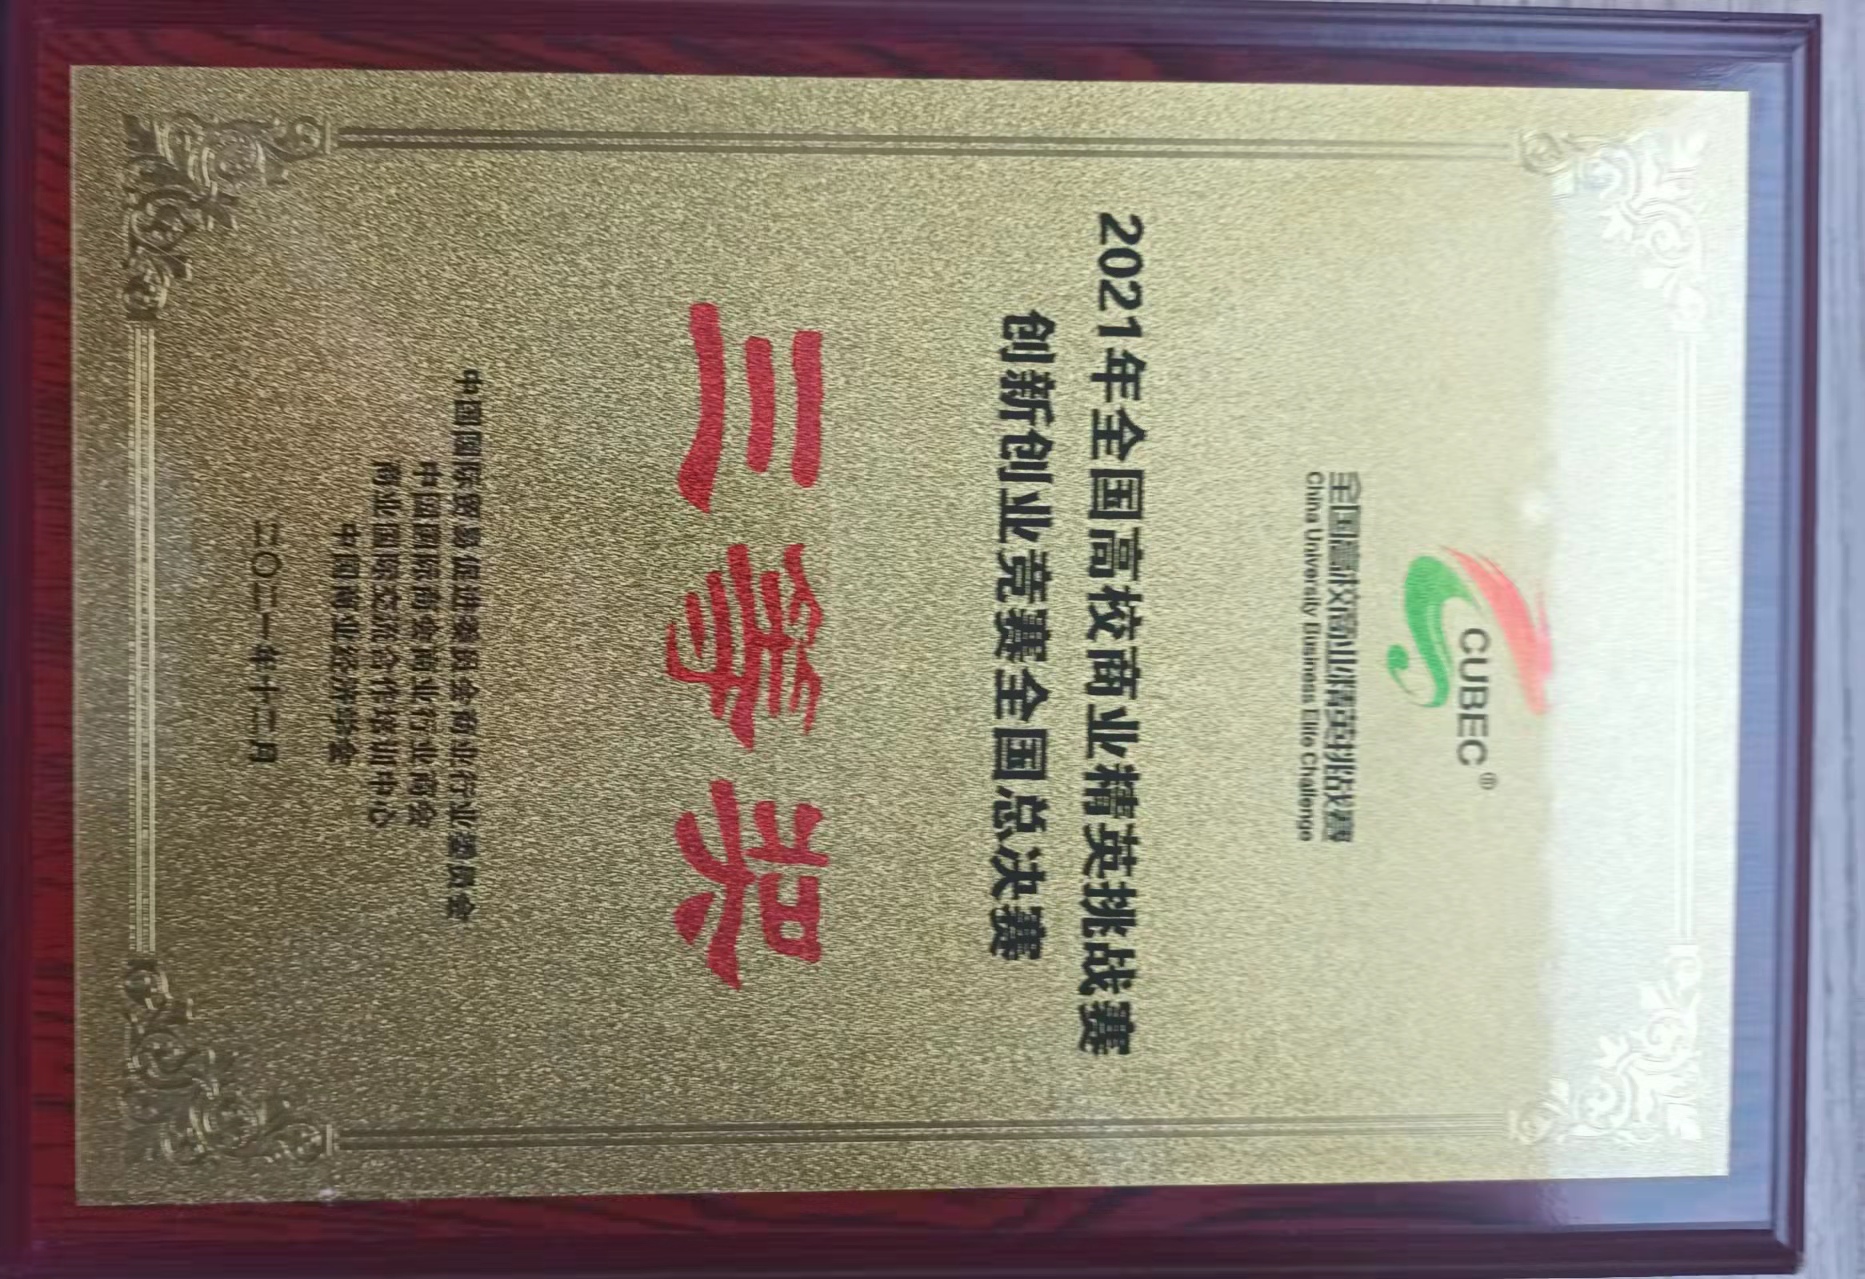 CUBEC®
全国高校商业精英挑战赛
China University Business Elite Challenge
2021年全国高校商业精英挑战赛
创新创业竞赛全国总决赛
三等奖
中国国际贸易促进委员会商业行业委员会
中国国际商会商业行业商会
商业国际交流合作培训中心
中国商业经济学会
二〇二一年十二月